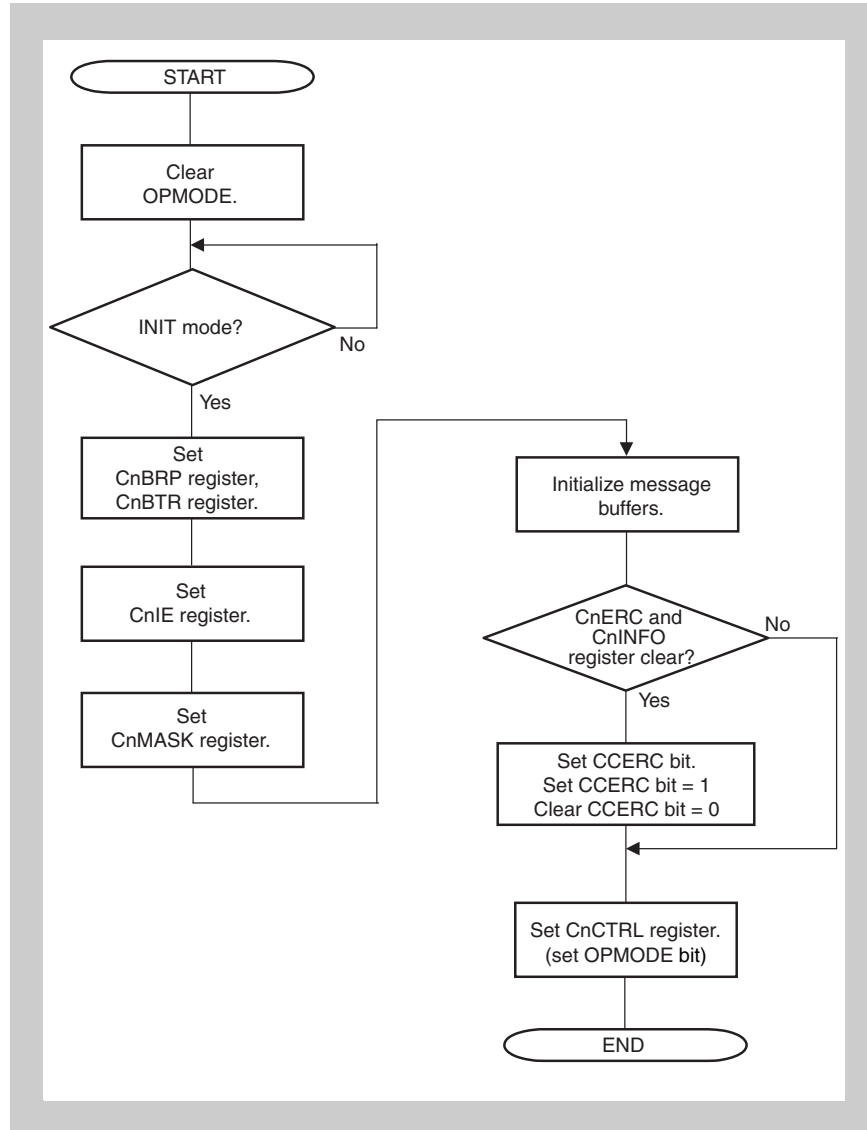 START
Clear
OPMODE.
INIT mode?
No
Yes
Set
CnBRP register,
CnBTR register.
Set
CnIE register.
Set
CnMASK register.
Initialize message
buffers.
CnERC and
CnINFO
register clear?
No
Yes
Set CCERC bit.
Set CCERC bit = 1
Clear CCERC bit = 0
Set CnCTRL register.
(set OPMODE bit)
END